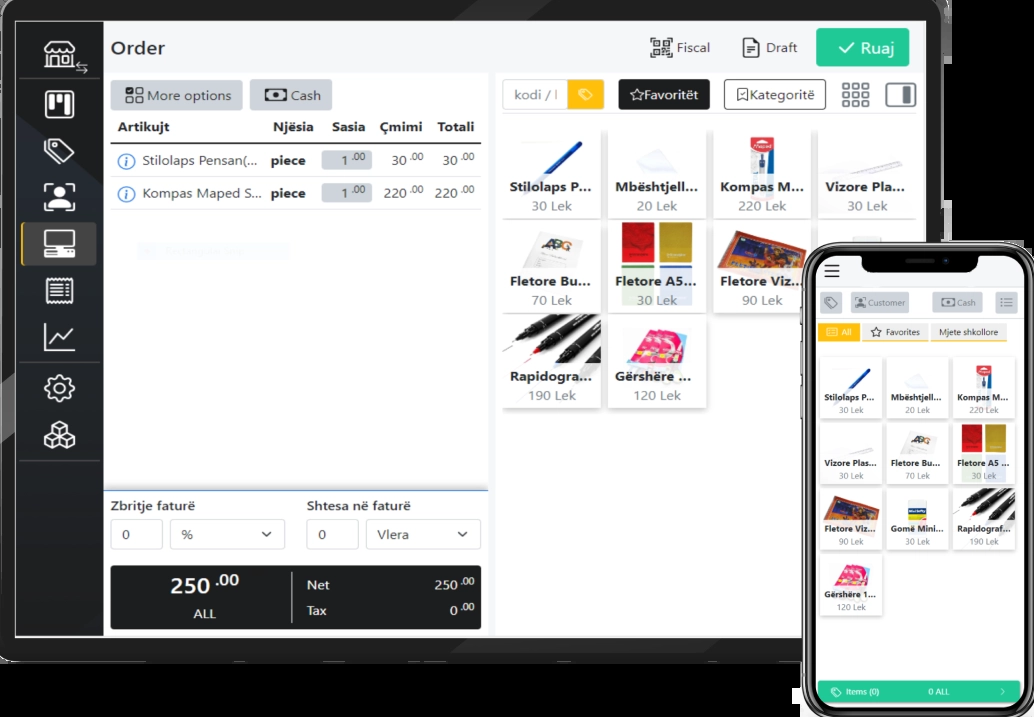 Order
Fiscal
Draft
Ruaj
More options
Cash
kodi / l
Favoritët
Kategoritë
Artikujt Njësia Sasia Çmimi Totali
Stilolaps Pensan(... piece 1 .00 30 .00 30 .00
Kompas Maped S... piece 1 .00 220 .00 220 .00
Stilolaps P... Mbështjell... Kompas M... Vizore Pla...
30 Lek 20 Lek 220 Lek 30 Lek
Fletore Bu... Fletore A5... Fletore Viz...
70 Lek 30 Lek 90 Lek
Rapidogra... Gërshëre ...
190 Lek 120 Lek
Zbritje faturë Shtesa në faturë
0 % 0 Vlera
250 .00
ALL
Net 250 .00
Tax 0 .00
Customer Cash
All Favorites Mjete shkollore
Stilolaps P... Mbështjell... Kompas M...
30 Lek 20 Lek 220 Lek
Vizore Plas... Fletore Bu... Fletore A5 ...
30 Lek 70 Lek 30 Lek
Fletore Viz... Gomë Mini... Rapidograf...
90 Lek 30 Lek 190 Lek
Gërshëre 1...
120 Lek
Items (0) 0 ALL